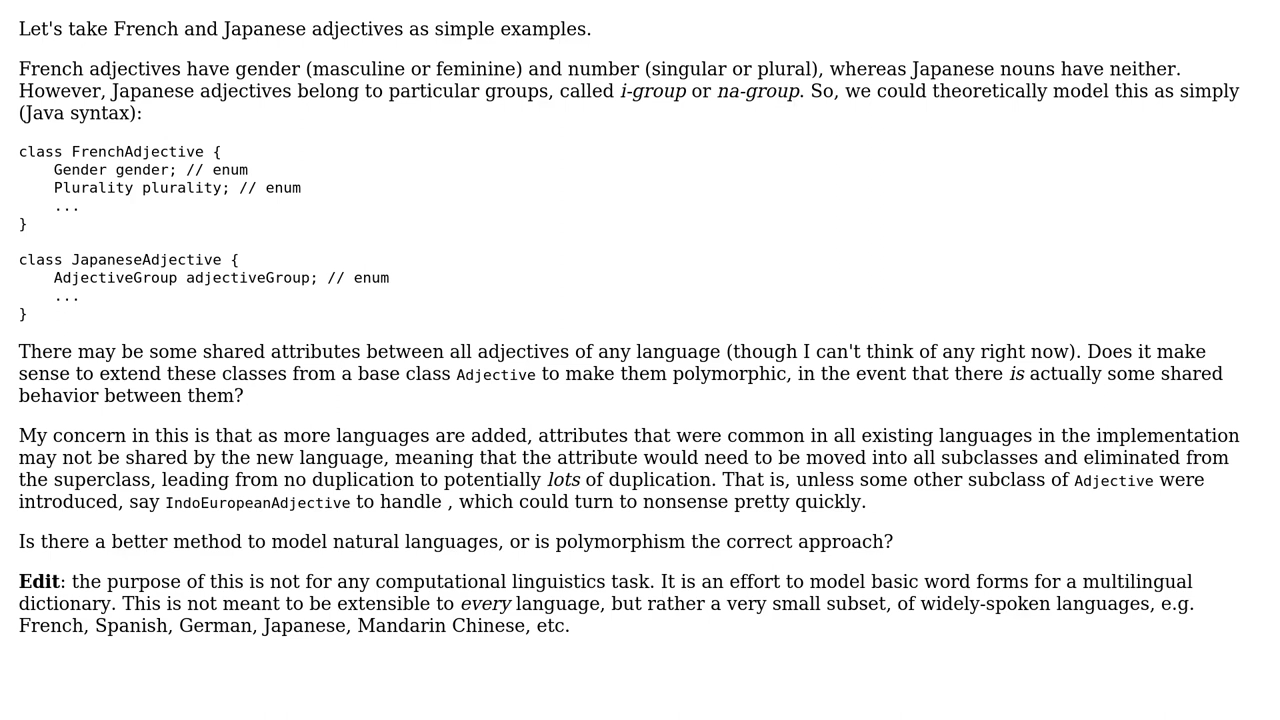 Let's take French and Japanese adjectives as simple examples.
French adjectives have gender (masculine or feminine) and number (singular or plural), whereas Japanese nouns have neither.
However, Japanese adjectives belong to particular groups, called i-group or na-group. So, we could theoretically model this as simply
(Java syntax):
class FrenchAdjective {
    Gender gender; // enum
    Plurality plurality; // enum
    ...
}
class JapaneseAdjective {
    AdjectiveGroup adjectiveGroup; // enum
    ...
}
There may be some shared attributes between all adjectives of any language (though I can't think of any right now). Does it make
sense to extend these classes from a base class Adjective to make them polymorphic, in the event that there is actually some shared
behavior between them?
My concern in this is that as more languages are added, attributes that were common in all existing languages in the implementation
may not be shared by the new language, meaning that the attribute would need to be moved into all subclasses and eliminated from
the superclass, leading from no duplication to potentially lots of duplication. That is, unless some other subclass of Adjective were
introduced, say IndoEuropeanAdjective to handle , which could turn to nonsense pretty quickly.
Is there a better method to model natural languages, or is polymorphism the correct approach?
Edit: the purpose of this is not for any computational linguistics task. It is an effort to model basic word forms for a multilingual
dictionary. This is not meant to be extensible to every language, but rather a very small subset, of widely-spoken languages, e.g.
French, Spanish, German, Japanese, Mandarin Chinese, etc.